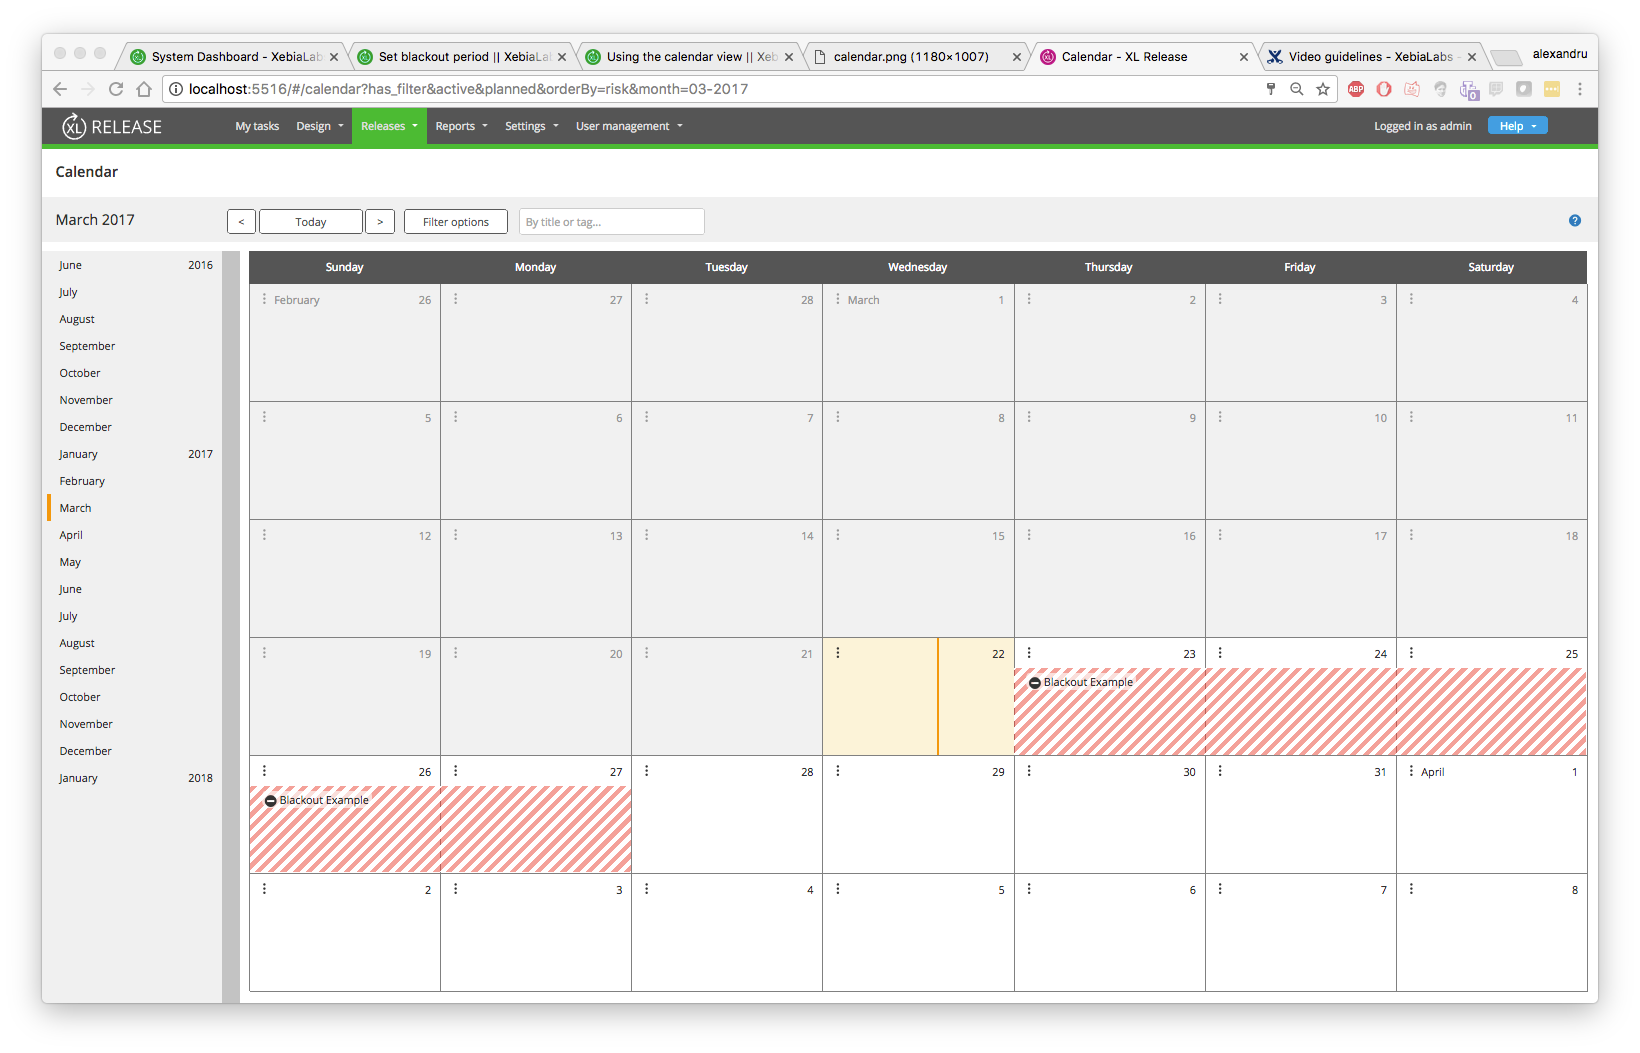 System Dashboard - XebiaLab
Set blackout period || XebiaLa
Using the calendar view || Xeb
calendar.png (1180×1007)
Calendar - XL Release
Video guidelines - XebiaLabs -
alexandru
localhost:5516/#/calendar?has_filter&active&planned&orderBy=risk&month=03-2017
ABP
0
XL RELEASE
My tasks
Design
Releases
Reports
Settings
User management
Logged in as admin
Help
Calendar
March 2017
<
Today
>
Filter options
By title or tag...
?
June 2016
July
August
September
October
November
December
January 2017
February
March
April
May
June
July
August
September
October
November
December
January 2018
Sunday Monday Tuesday Wednesday Thursday Friday Saturday
February 26 27 28 March 1 2 3 4
5 6 7 8 9 10 11
12 13 14 15 16 17 18
19 20 21 22 23 24 25
Blackout Example
26 27 28 29 30 31 April 1
Blackout Example
2 3 4 5 6 7 8